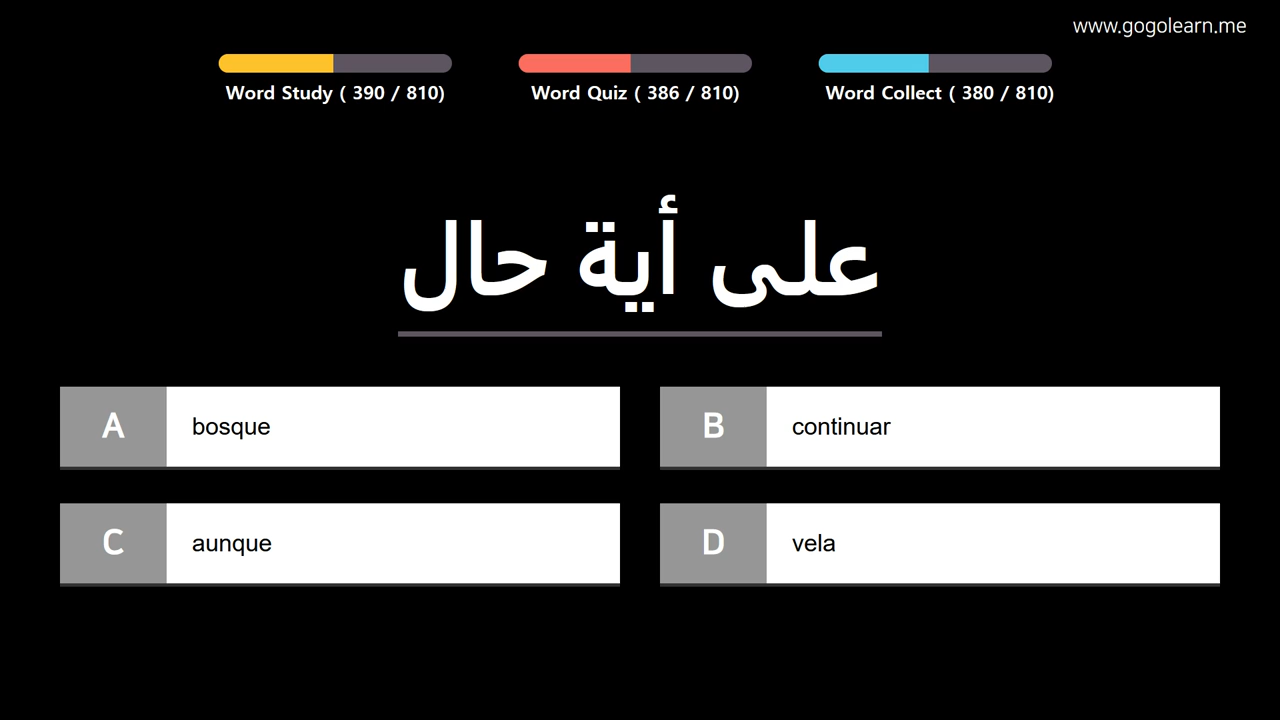 www.gogolearn.me
Word Study ( 390 / 810)
Word Quiz ( 386 / 810)
Word Collect ( 380 / 810)
على أية حال
A bosque
B continuar
C aunque
D vela